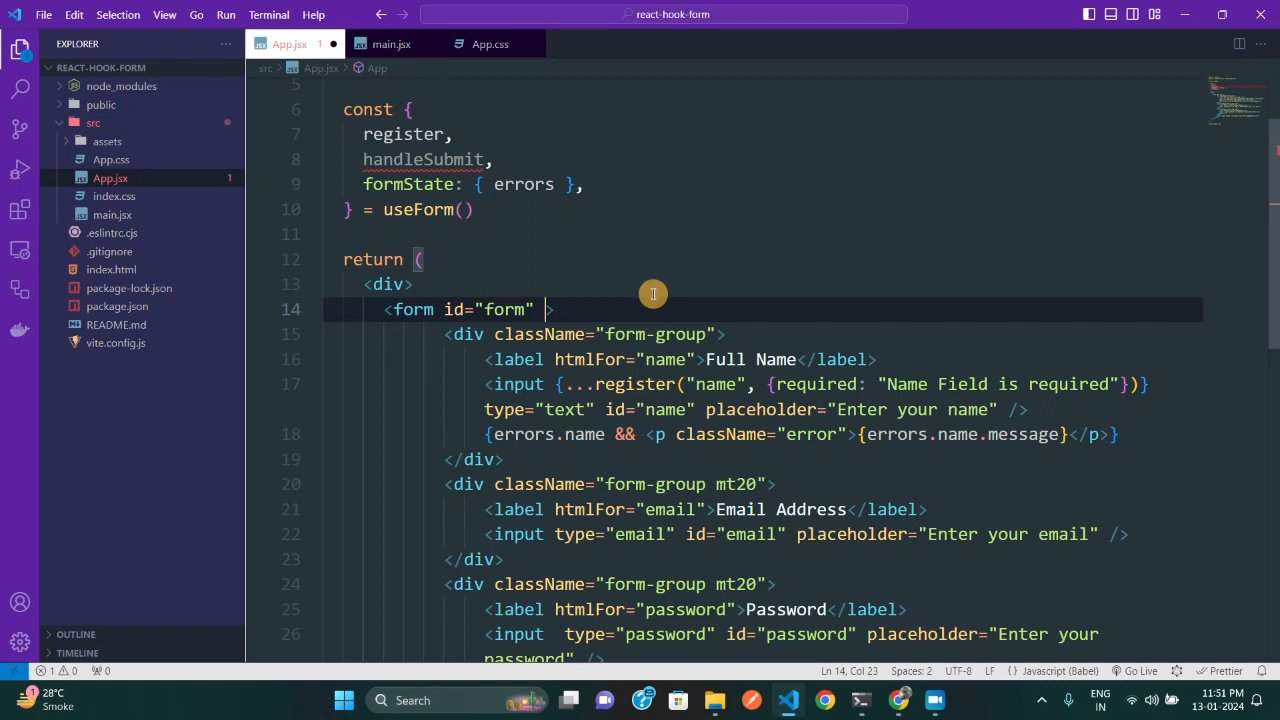 File Edit Selection View Go Run Terminal Help
react-hook-form
EXPLORER
App.jsx 1
main.jsx
App.css
REACT-HOOK-FORM
src > App.jsx > App
node_modules
public
src
assets
App.css
App.jsx 1
index.css
main.jsx
.eslintrc.cjs
.gitignore
index.html
package-lock.json
package.json
README.md
vite.config.js
OUTLINE
TIMELINE
5
6 const {
7 register,
8 handleSubmit,
9 formState: { errors },
10 } = useForm()
11
12 return (
13 <div>
14 <form id="form" >
15 <div className="form-group">
16 <label htmlFor="name">Full Name</label>
17 <input {...register("name", {required: "Name Field is required"})}
type="text" id="name" placeholder="Enter your name" />
18 {errors.name && <p className="error">{errors.name.message}</p>}
19 </div>
20 <div className="form-group mt20">
21 <label htmlFor="email">Email Address</label>
22 <input type="email" id="email" placeholder="Enter your email" />
23 </div>
24 <div className="form-group mt20">
25 <label htmlFor="password">Password</label>
26 <input type="password" id="password" placeholder="Enter your
password" />
1 0 0
Ln 14, Col 23 Spaces: 2 UTF-8 LF { } JavaScript (Babel) Go Live Prettier
28°C
Smoke
Search
ENG
IN
11:51 PM
13-01-2024